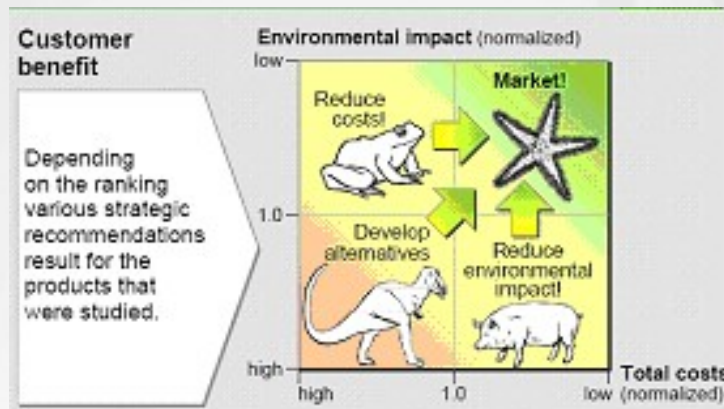 Customer
benefit
Depending
on the ranking
various strategic
recommendations
result for the
products that
were studied.
Environmental impact (normalized)
low
1.0
high
Reduce
costs!
Market!
Develop
alternatives
Reduce
environmental
impact!
high
1.0
low
Total costs
(normalized)